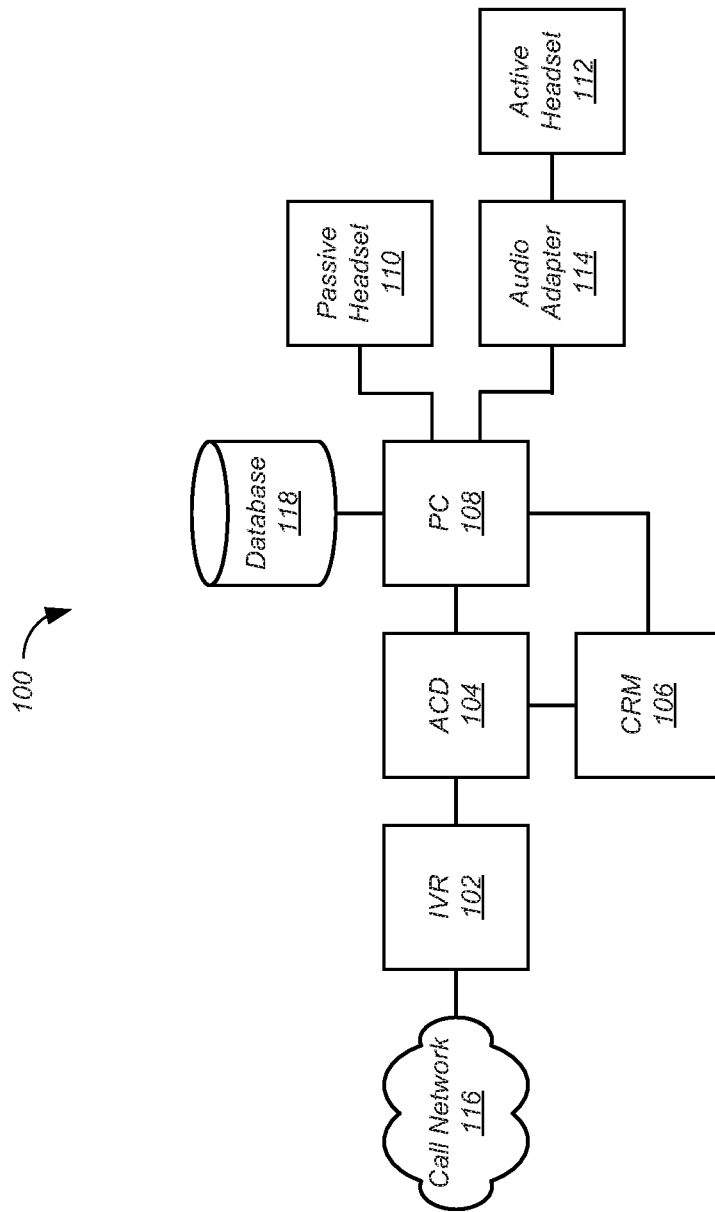 100
Database
118
Passive
Headset
110
Call Network
116
IVR
102
ACD
104
PC
108
Audio
Adapter
114
Active
Headset
112
CRM
106